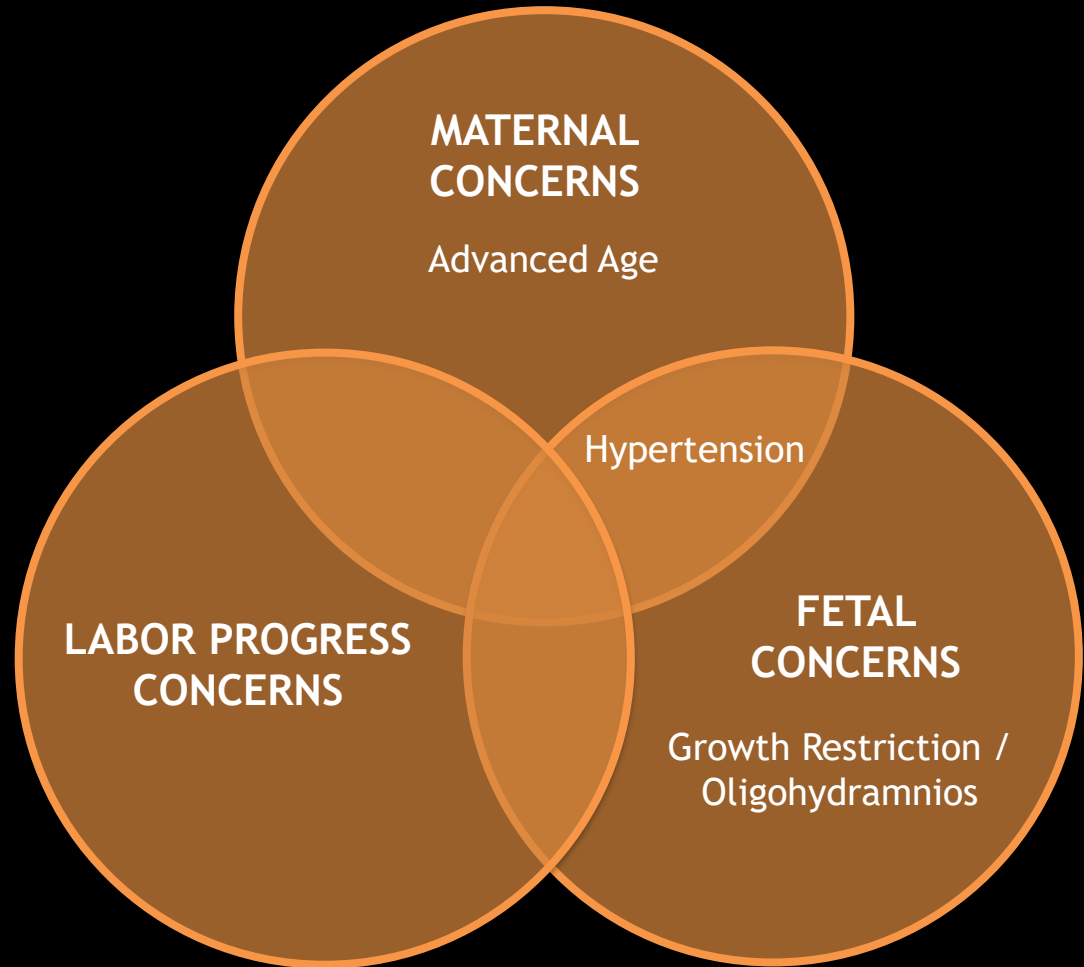 MATERNAL
CONCERNS
Advanced Age
Hypertension
LABOR PROGRESS
CONCERNS
FETAL
CONCERNS
Growth Restriction /
Oligohydramnios